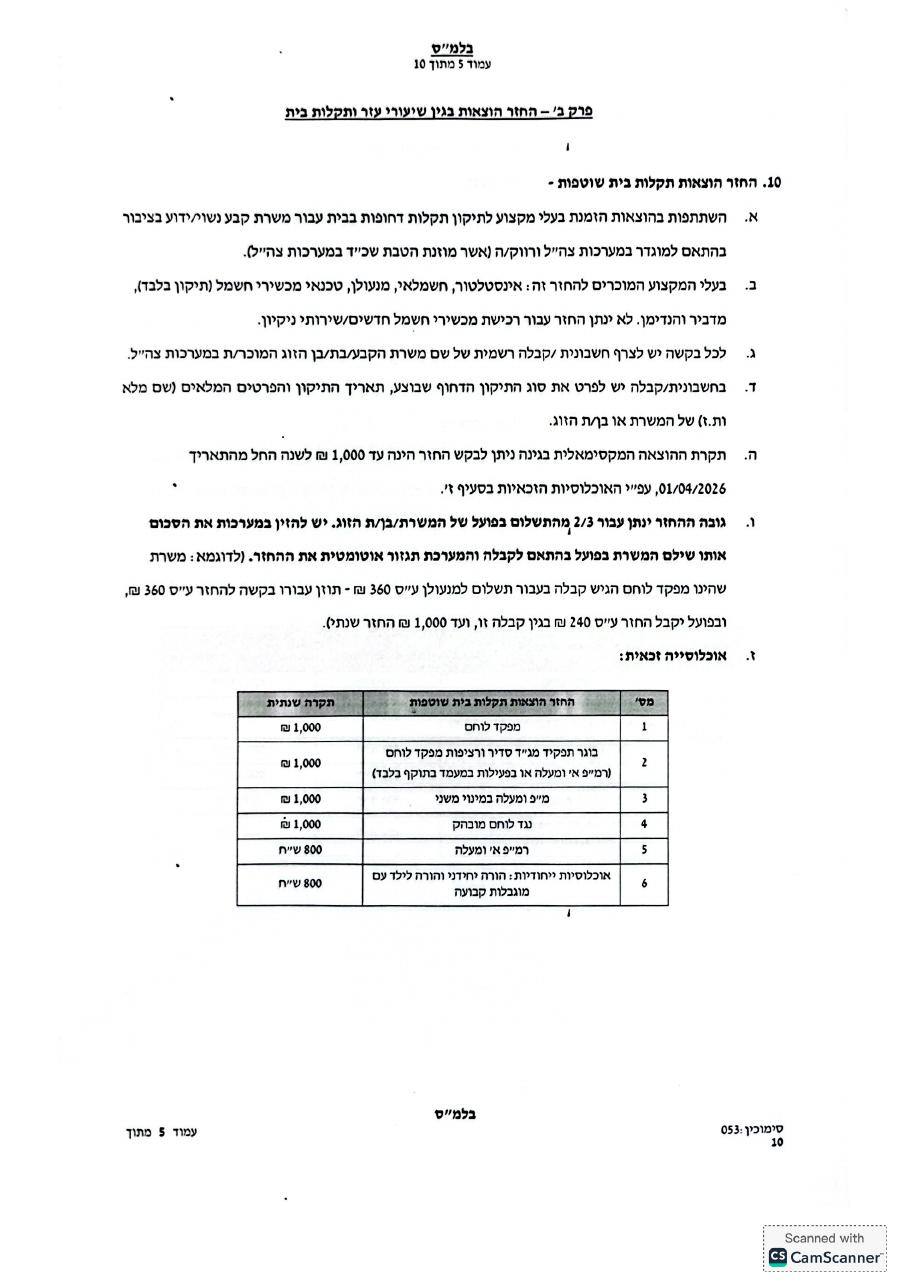 בלמ"ס
עמוד 5 מתוך 10
פרק ב' – החזר הוצאות בגין שיעורי עזר ותקלות בית
10. החזר הוצאות תקלות בית שוטפות -
א. השתתפות בהוצאות הזמנת בעלי מקצוע לתיקון תקלות דחופות בבית עבור משרת קבע נשוי/ידוע בציבור
בהתאם למוגדר במערכות צה"ל ורווק/ה (אשר מוזנת הטבת שכ"ד במערכות צה"ל).
ב. בעלי המקצוע המוכרים להחזר זה: אינסטלטור, חשמלאי, מנעולן, טכנאי מכשירי חשמל (תיקון בלבד),
מדביר והנדימן. לא ינתן החזר עבור רכישת מכשירי חשמל חדשים/שירותי ניקיון.
ג. לכל בקשה יש לצרף חשבונית /קבלה רשמית של שם משרת הקבע/בת/בן הזוג המוכר/ת במערכות צה"ל.
ד. בחשבונית/קבלה יש לפרט את סוג התיקון הדחוף שבוצע, תאריך התיקון והפרטים המלאים (שם מלא
ות.ז) של המשרת או בן/ת הזוג.
ה. תקרת ההוצאה המקסימאלית בגינה ניתן לבקש החזר הינה עד 1,000 ₪ לשנה החל מהתאריך
01/04/2026, עפ"י האוכלוסיות הזכאיות בסעיף ז'.
ו. גובה ההחזר ינתן עבור 2/3 מהתשלום בפועל של המשרת/בן/ת הזוג. יש להזין במערכות את הסכום
אותו שילם המשרת בפועל בהתאם לקבלה והמערכת תגזור אוטומטית את ההחזר. (לדוגמא: משרת
שהינו מפקד לוחם הגיש קבלה בעבור תשלום למנעולן ע"ס 360 ₪ - תוזן עבורו בקשה להחזר ע"ס 360 ₪,
ובפועל יקבל החזר ע"ס 240 ₪ בגין קבלה זו, ועד 1,000 ₪ החזר שנתי).
ז. אוכלוסייה זכאית:
מס' החזר הוצאות תקלות בית שוטפות תקרה שנתית
1 מפקד לוחם 1,000 ₪
2 בוגר תפקיד מג"ד סדיר ורציפות מפקד לוחם 1,000 ₪
(רמ"פ א' ומעלה או בפעילות במעמד בתוקף בלבד)
3 מ"פ ומעלה במינוי משני 1,000 ₪
4 נגד לוחם מובהק 1,000 ₪
5 רמ"פ א' ומעלה 800 ש"ח
6 אוכלוסיות ייחודיות: הורה יחידני והורה לילד עם 800 ש"ח
מוגבלות קבועה
בלמ"ס
סימוכין: 053 עמוד 5 מתוך
10
Scanned with
CS CamScanner